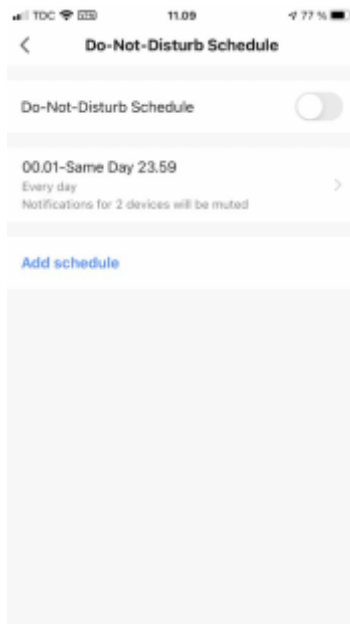 TDC 11.09 77 %
Do-Not-Disturb Schedule
Do-Not-Disturb Schedule
00.01-Same Day 23.59
Every day
Notifications for 2 devices will be muted
Add schedule